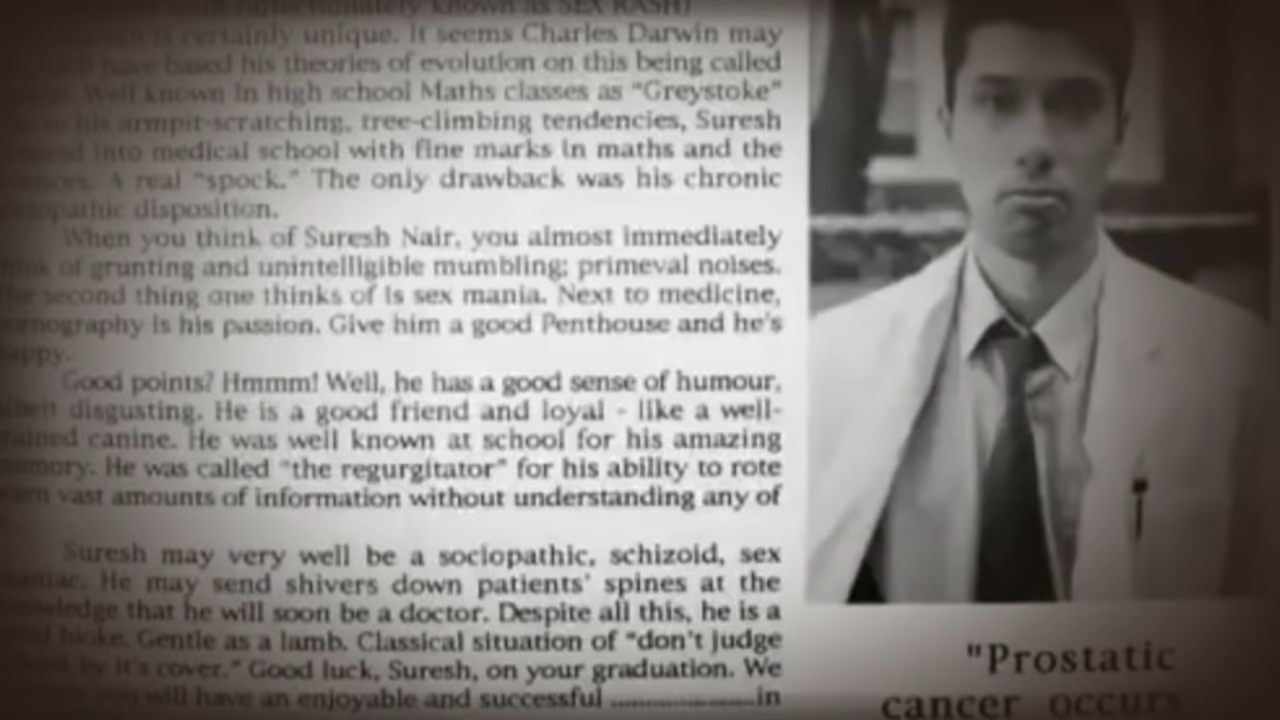 affectionately known as SEX RASH)
is certainly unique. It seems Charles Darwin may
have based his theories of evolution on this being called
Well known in high school Maths classes as "Greystoke"
to his armpit-scratching, tree-climbing tendencies, Suresh
into medical school with fine marks in maths and the
A real "spock." The only drawback was his chronic
disposition.
When you think of Suresh Nair, you almost immediately
of grunting and unintelligible mumbling; primeval noises.
The second thing one thinks of is sex mania. Next to medicine,
is his passion. Give him a good Penthouse and he's
Good points? Hmmm! Well, he has a good sense of humour,
disgusting. He is a good friend and loyal - like a well-
canine. He was well known at school for his amazing
He was called "the regurgitator" for his ability to rote
vast amounts of information without understanding any of
Suresh may very well be a sociopathic, schizoid, sex
He may send shivers down patients' spines at the
that he will soon be a doctor. Despite all this, he is a
bloke. Gentle as a lamb. Classical situation of "don't judge
by it's cover." Good luck, Suresh, on your graduation. We
you will have an enjoyable and successful ....................in
"Prostatic
cancer occurs